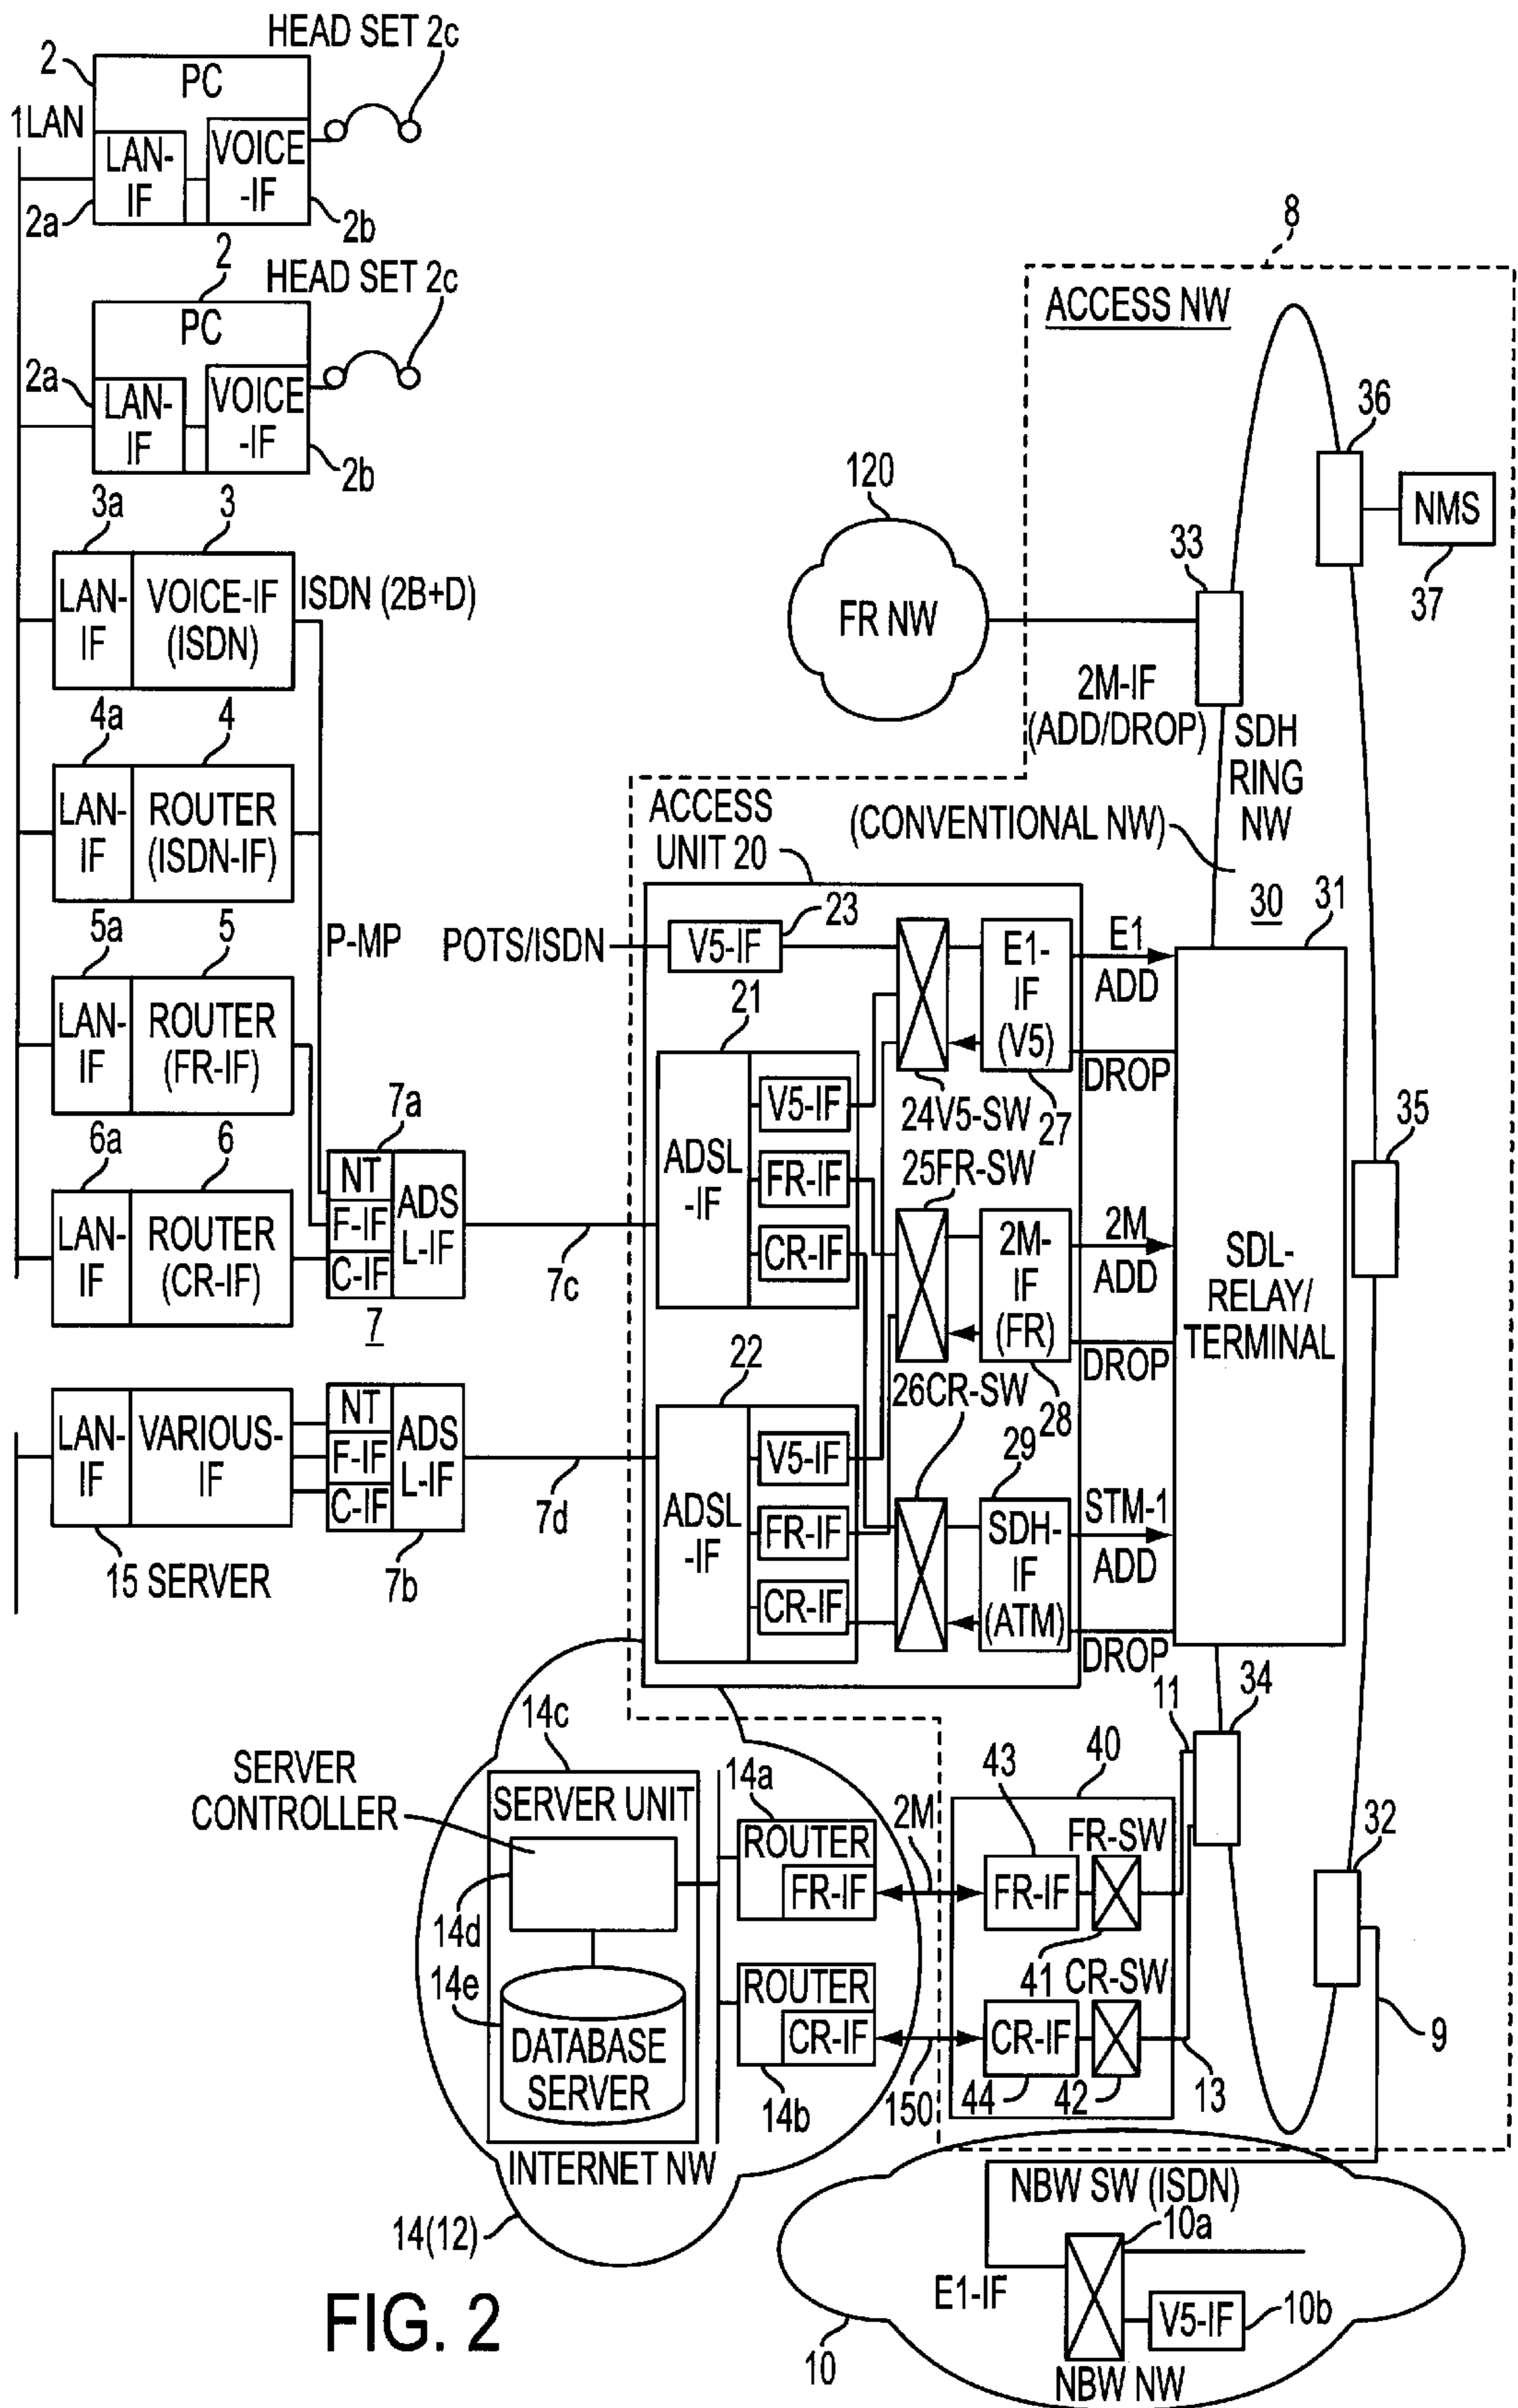 HEAD SET 2c
2
PC
1LAN
LAN-
IF
VOICE
-IF
2a
2b
2
HEAD SET 2c
PC
2a
LAN-
IF
VOICE
-IF
2b
8
ACCESS NW
36
NMS
37
120
FR NW
33
2M-IF
(ADD/DROP)
SDH
RING
NW
3a
3
LAN-
IF
VOICE-IF
(ISDN)
ISDN (2B+D)
4a
4
LAN-
IF
ROUTER
(ISDN-IF)
5a
5
P-MP
LAN-
IF
ROUTER
(FR-IF)
6a
6
LAN-
IF
ROUTER
(CR-IF)
7a
NT
F-IF
C-IF
ADS
L-IF
7
7c
LAN-
IF
VARIOUS-
IF
NT
F-IF
C-IF
ADS
L-IF
7d
15 SERVER
7b
ACCESS
UNIT 20
(CONVENTIONAL NW)
30
31
POTS/ISDN
V5-IF
23
E1-
IF
(V5)
E1
ADD
DROP
21
ADSL
-IF
V5-IF
FR-IF
CR-IF
24V5-SW
27
25FR-SW
2M-
IF
(FR)
2M
ADD
DROP
SDL-
RELAY/
TERMINAL
35
22
26CR-SW
28
ADSL
-IF
V5-IF
FR-IF
CR-IF
29
SDH-
IF
(ATM)
STM-1
ADD
DROP
11
34
14c
SERVER
CONTROLLER
SERVER UNIT
14a
ROUTER
FR-IF
2M
43
40
FR-SW
FR-IF
32
14d
14e
41
CR-SW
ROUTER
CR-IF
CR-IF
DATABASE
SERVER
14b
150
44
42
13
9
INTERNET NW
14(12)
NBW SW (ISDN)
10a
E1-IF
V5-IF
10b
10
NBW NW
FIG. 2